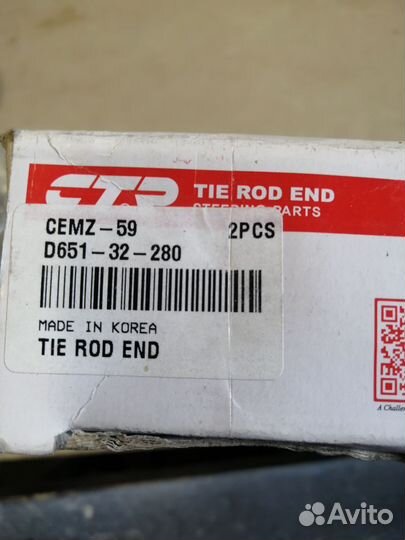 CTR TIE ROD END
STEERING PARTS
CEMZ-59 2PCS
D651-32-280
MADE IN KOREA
TIE ROD END
A Challe
Avito